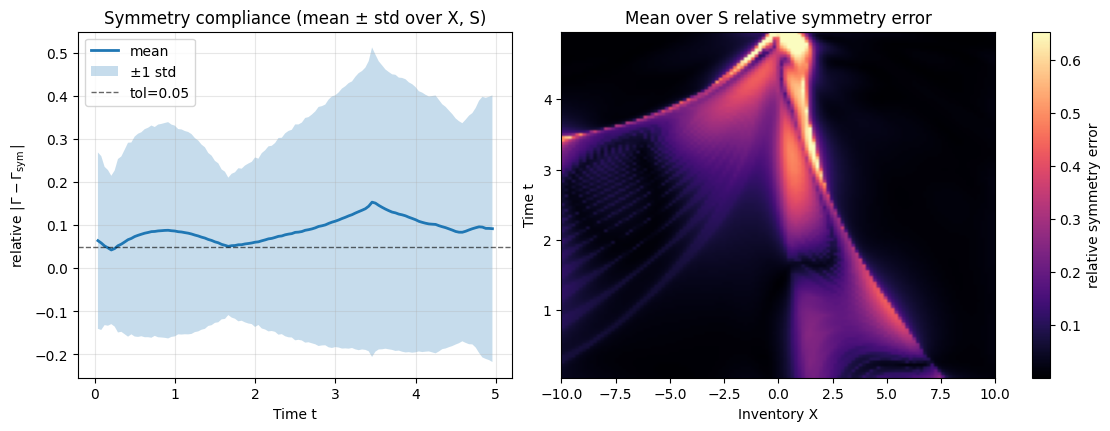 Symmetry compliance (mean ± std over X, S)
mean
±1 std
tol=0.05
0.5
0.4
0.3
0.2
0.1
0.0
−0.1
−0.2
relative |Γ − Γsym|
0 1 2 3 4 5
Time t
Mean over S relative symmetry error
4
3
2
1
Time t
−10.0 −7.5 −5.0 −2.5 0.0 2.5 5.0 7.5 10.0
Inventory X
0.6
0.5
0.4
0.3
0.2
0.1
relative symmetry error